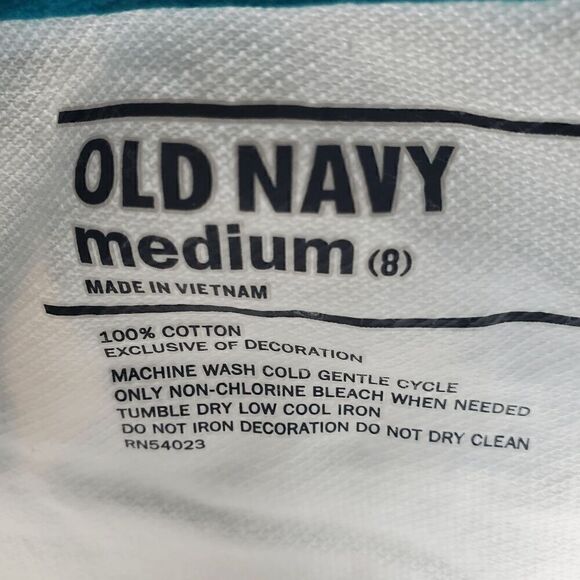 OLD NAVY
medium (8)
MADE IN VIETNAM
100% COTTON
EXCLUSIVE OF DECORATION
MACHINE WASH COLD GENTLE CYCLE
ONLY NON-CHLORINE BLEACH WHEN NEEDED
TUMBLE DRY LOW COOL IRON
DO NOT IRON DECORATION DO NOT DRY CLEAN
RN54023